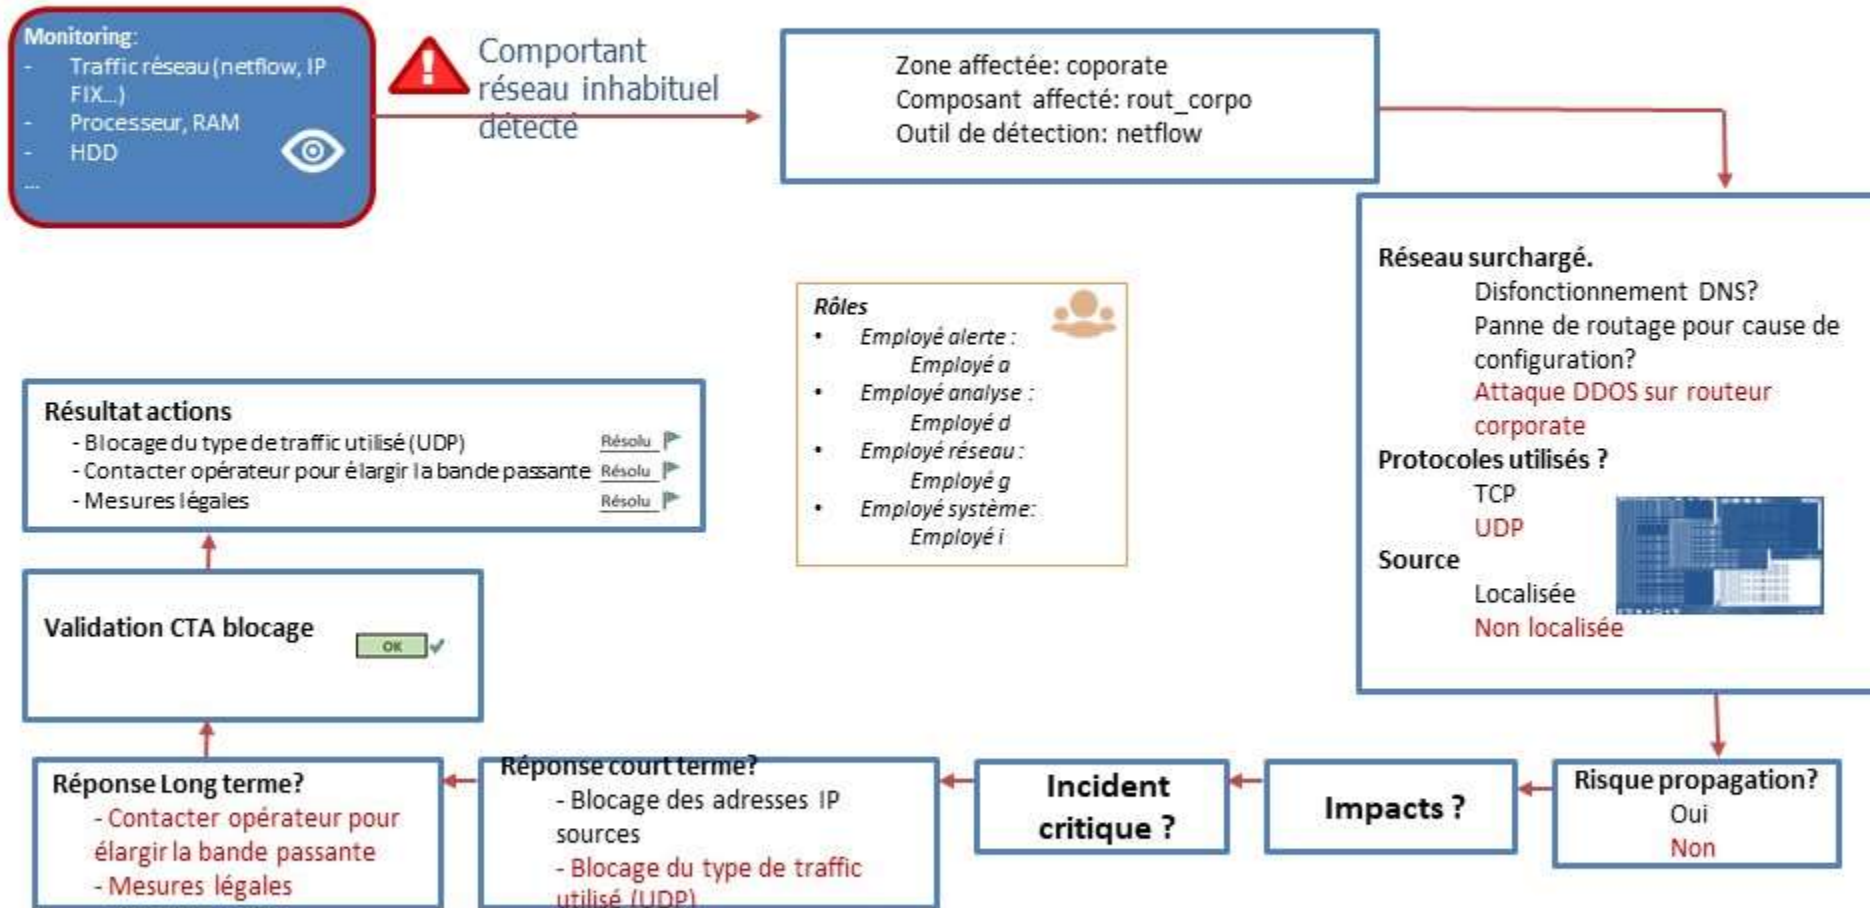 Monitoring:
- Traffic réseau (netflow, IP
FIX...)
- Processeur, RAM
- HDD
...
Comportant
réseau inhabituel
détecté
Zone affectée: coporate
Composant affecté: rout_corpo
Outil de détection: netflow
Réseau surchargé.
Disfonctionnement DNS?
Panne de routage pour cause de
configuration?
Attaque DDOS sur routeur
corporate
Protocoles utilisés ?
TCP
UDP
Source
Localisée
Non localisée
Rôles
• Employé alerte :
Employé a
• Employé analyse :
Employé d
• Employé réseau :
Employé g
• Employé système:
Employé i
Résultat actions
- Blocage du type de traffic utilisé (UDP) Résolu
- Contacter opérateur pour élargir la bande passante Résolu
- Mesures légales Résolu
Validation CTA blocage
OK
Réponse Long terme?
- Contacter opérateur pour
élargir la bande passante
- Mesures légales
Réponse court terme?
- Blocage des adresses IP
sources
- Blocage du type de traffic
utilisé (UDP)
Incident
critique ?
Impacts ?
Risque propagation?
Oui
Non